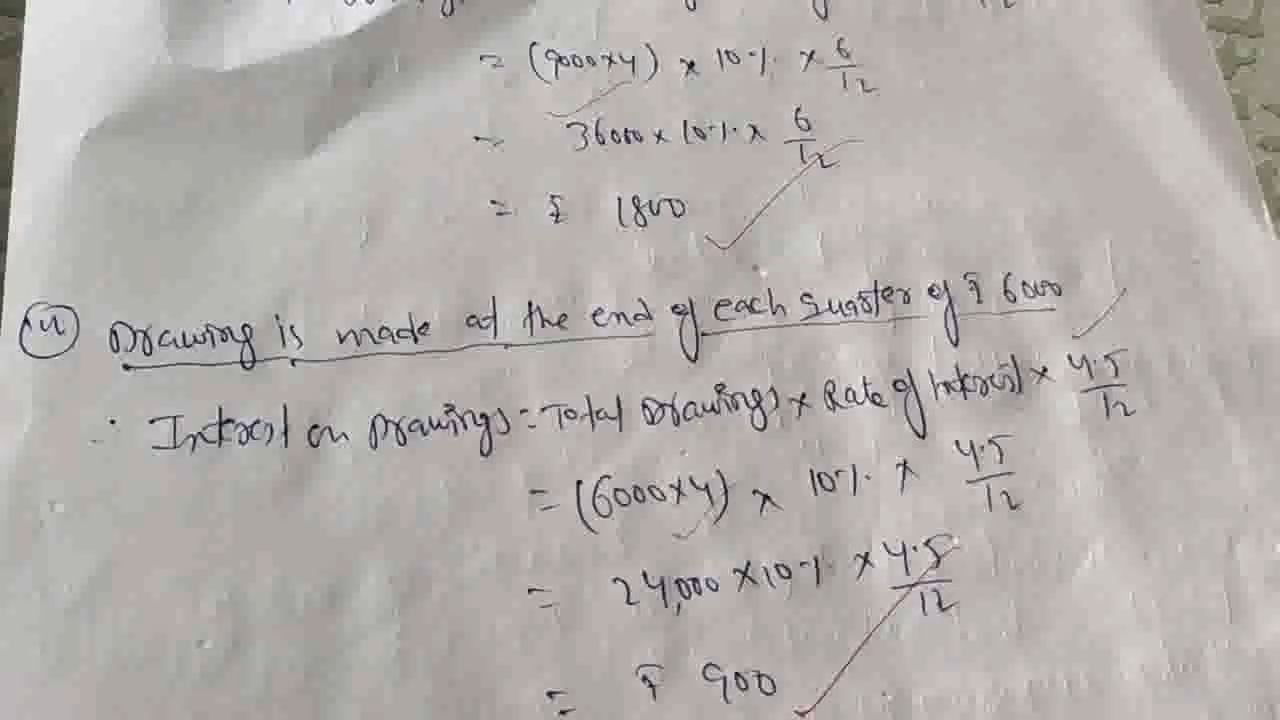 = (9000×4) × 10% × 6/12
= 36000 × 10% × 6/12
= ₹ 1800
Drawing is made at the end of each Quarter of ₹ 6000
∴ Interest on Drawings = Total Drawings × Rate of Interest × 4.5/12
= (6000×4) × 10% × 4.5/12
= 24,000 × 10% × 4.5/12
= ₹ 900